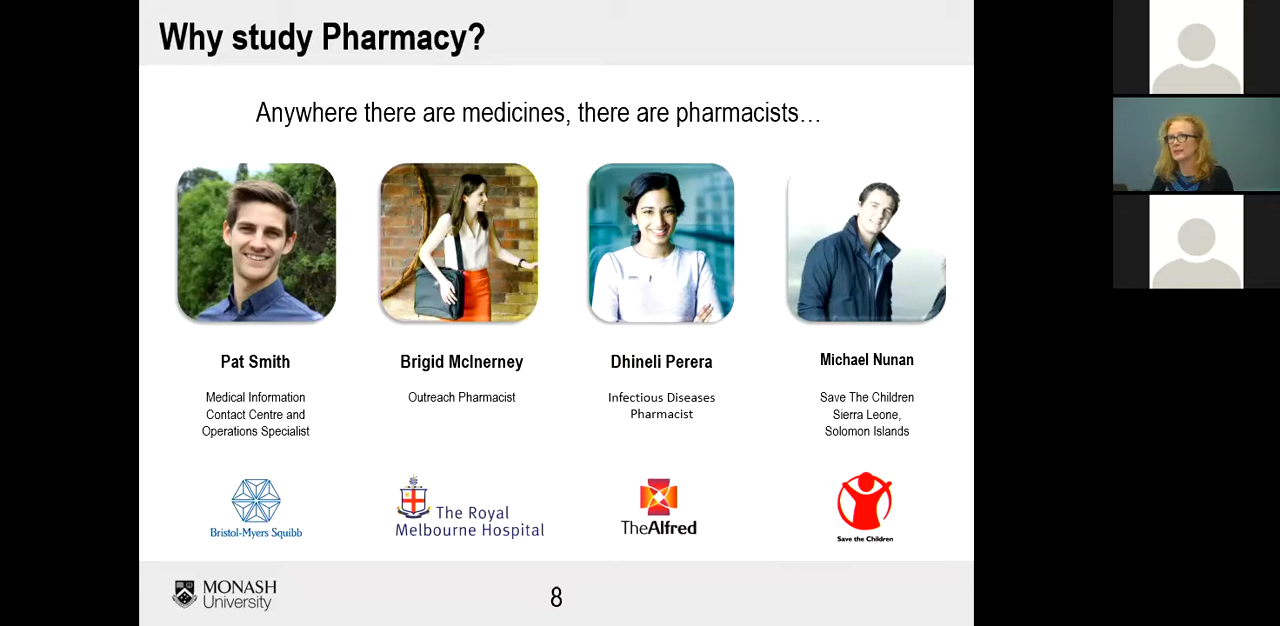 Why study Pharmacy?
Anywhere there are medicines, there are pharmacists…
Pat Smith
Medical Information
Contact Centre and
Operations Specialist
Bristol-Myers Squibb
Brigid McInerney
Outreach Pharmacist
The Royal
Melbourne Hospital
Dhineli Perera
Infectious Diseases
Pharmacist
TheAlfred
Michael Nunan
Save The Children
Sierra Leone,
Solomon Islands
Save the Children
MONASH
University
8